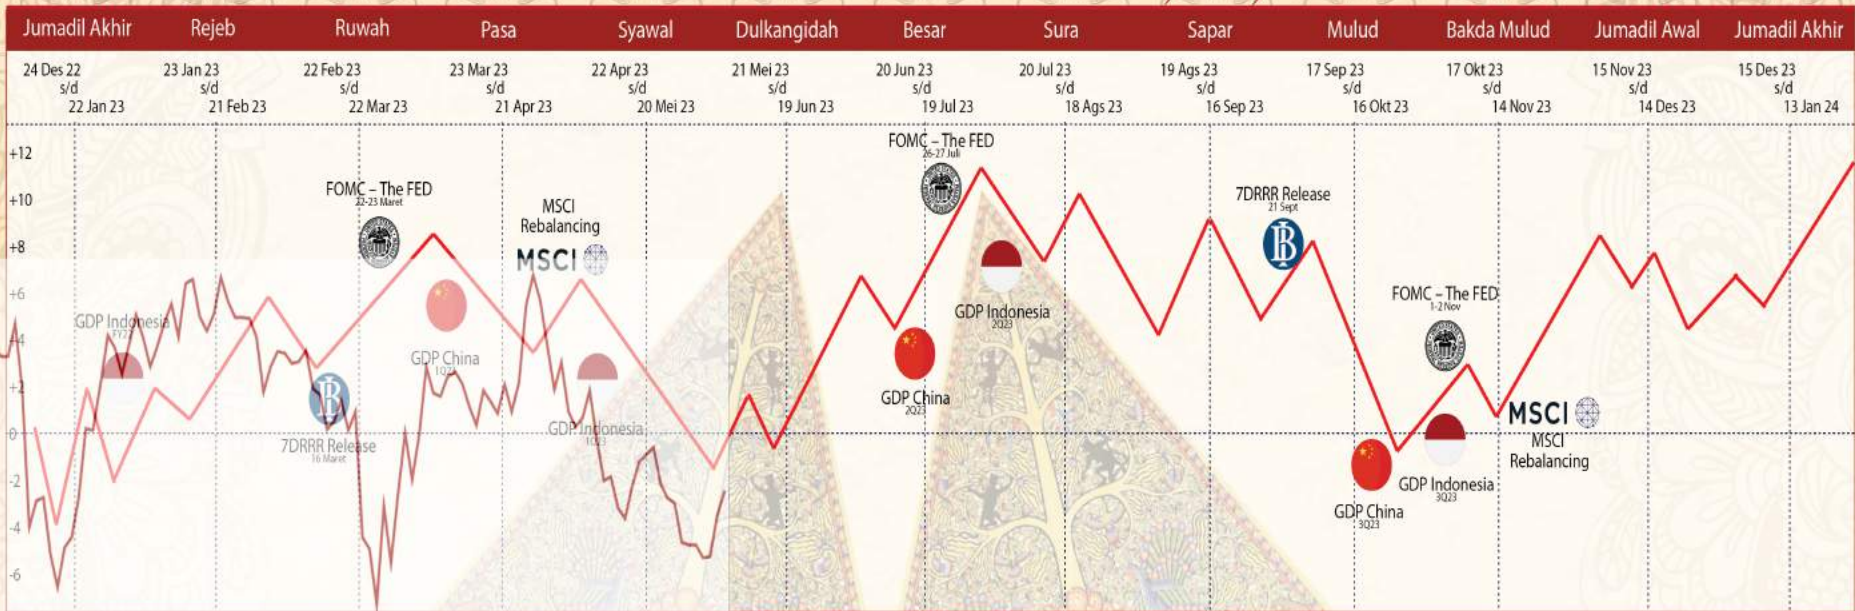 Jumadil Akhir
Rejeb
Ruwah
Pasa
Syawal
Dulkangidah
Besar
Sura
Sapar
Mulud
Bakda Mulud
Jumadil Awal
Jumadil Akhir
24 Des 22
s/d
22 Jan 23
23 Jan 23
s/d
21 Feb 23
22 Feb 23
s/d
22 Mar 23
23 Mar 23
s/d
21 Apr 23
22 Apr 23
s/d
20 Mei 23
21 Mei 23
s/d
19 Jun 23
20 Jun 23
s/d
19 Jul 23
20 Jul 23
s/d
18 Ags 23
19 Ags 23
s/d
16 Sep 23
17 Sep 23
s/d
16 Okt 23
17 Okt 23
s/d
14 Nov 23
15 Nov 23
s/d
14 Des 23
15 Des 23
s/d
13 Jan 24
+12
+10
+8
+6
+4
+2
0
-2
-4
-6
GDP Indonesia
FY22
7DRRR Release
16 Maret
FOMC – The FED
22-23 Maret
GDP China
1Q23
MSCI
Rebalancing
MSCI
GDP Indonesia
1Q23
FOMC – The FED
26-27 Juli
GDP China
2Q23
GDP Indonesia
2Q23
7DRRR Release
21 Sept
GDP China
3Q23
FOMC – The FED
1-2 Nov
GDP Indonesia
3Q23
MSCI
MSCI
Rebalancing